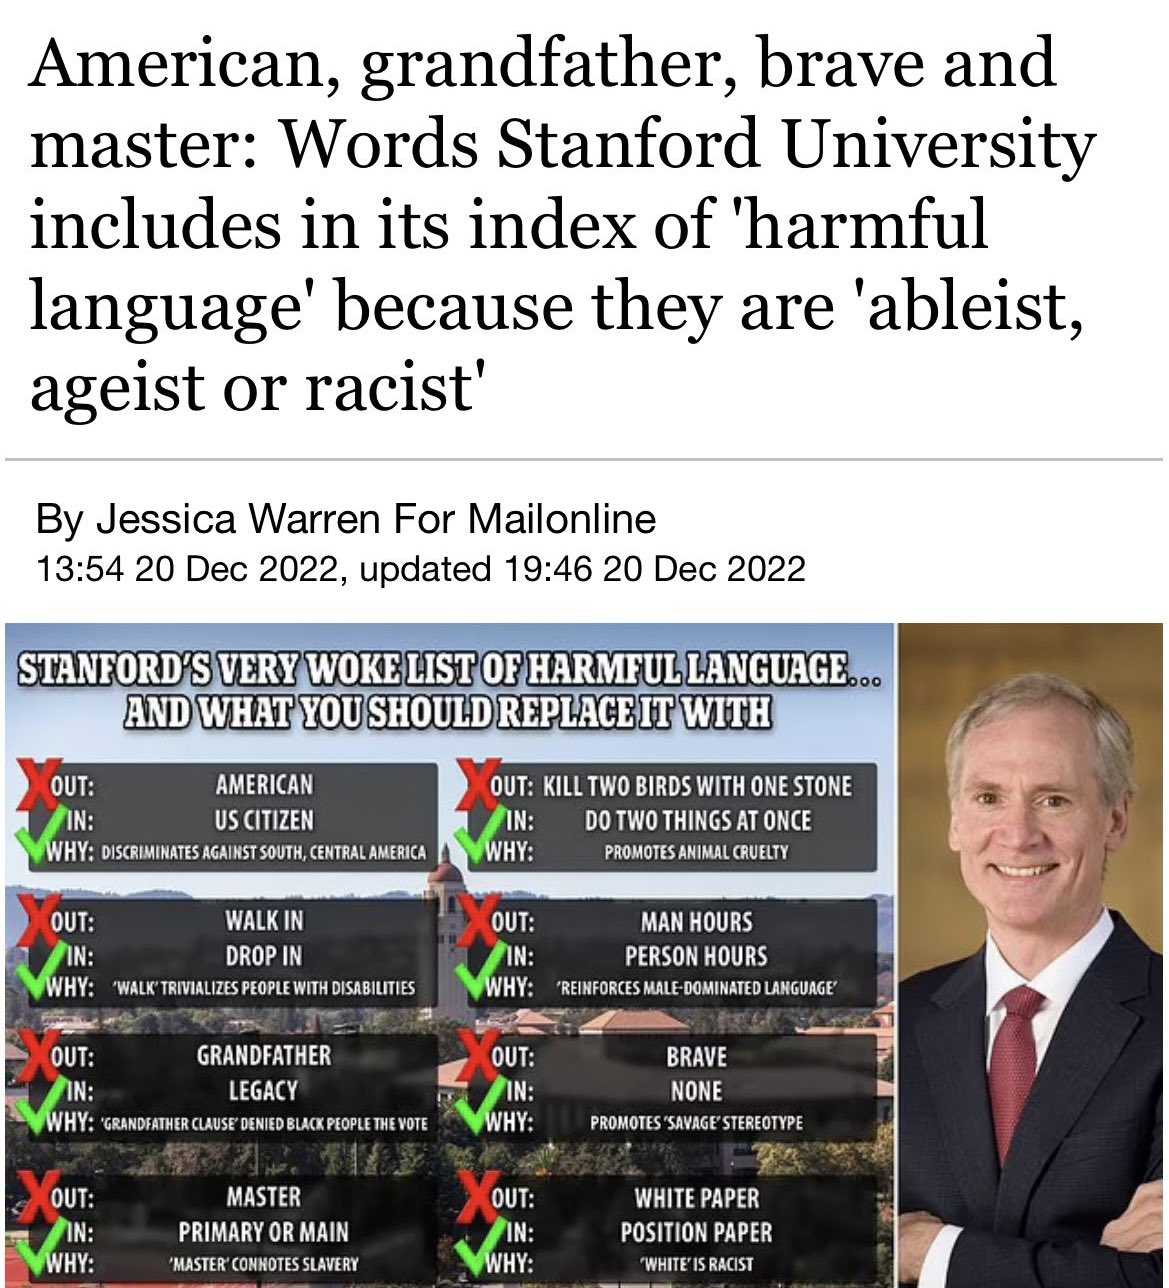 American, grandfather, brave and
master: Words Stanford University
includes in its index of 'harmful
language' because they are 'ableist,
ageist or racist'
By Jessica Warren For Mailonline
13:54 20 Dec 2022, updated 19:46 20 Dec 2022
STANFORD'S VERY WOKE LIST OF HARMFUL LANGUAGE...
AND WHAT YOU SHOULD REPLACE IT WITH
OUT: AMERICAN
IN: US CITIZEN
WHY: DISCRIMINATES AGAINST SOUTH, CENTRAL AMERICA
OUT: KILL TWO BIRDS WITH ONE STONE
IN: DO TWO THINGS AT ONCE
WHY: PROMOTES ANIMAL CRUELTY
OUT: WALK IN
IN: DROP IN
WHY: 'WALK' TRIVIALIZES PEOPLE WITH DISABILITIES
OUT: MAN HOURS
IN: PERSON HOURS
WHY: 'REINFORCES MALE-DOMINATED LANGUAGE'
OUT: GRANDFATHER
IN: LEGACY
WHY: 'GRANDFATHER CLAUSE' DENIED BLACK PEOPLE THE VOTE
OUT: BRAVE
IN: NONE
WHY: PROMOTES 'SAVAGE' STEREOTYPE
OUT: MASTER
IN: PRIMARY OR MAIN
WHY: 'MASTER' CONNOTES SLAVERY
OUT: WHITE PAPER
IN: POSITION PAPER
WHY: 'WHITE' IS RACIST